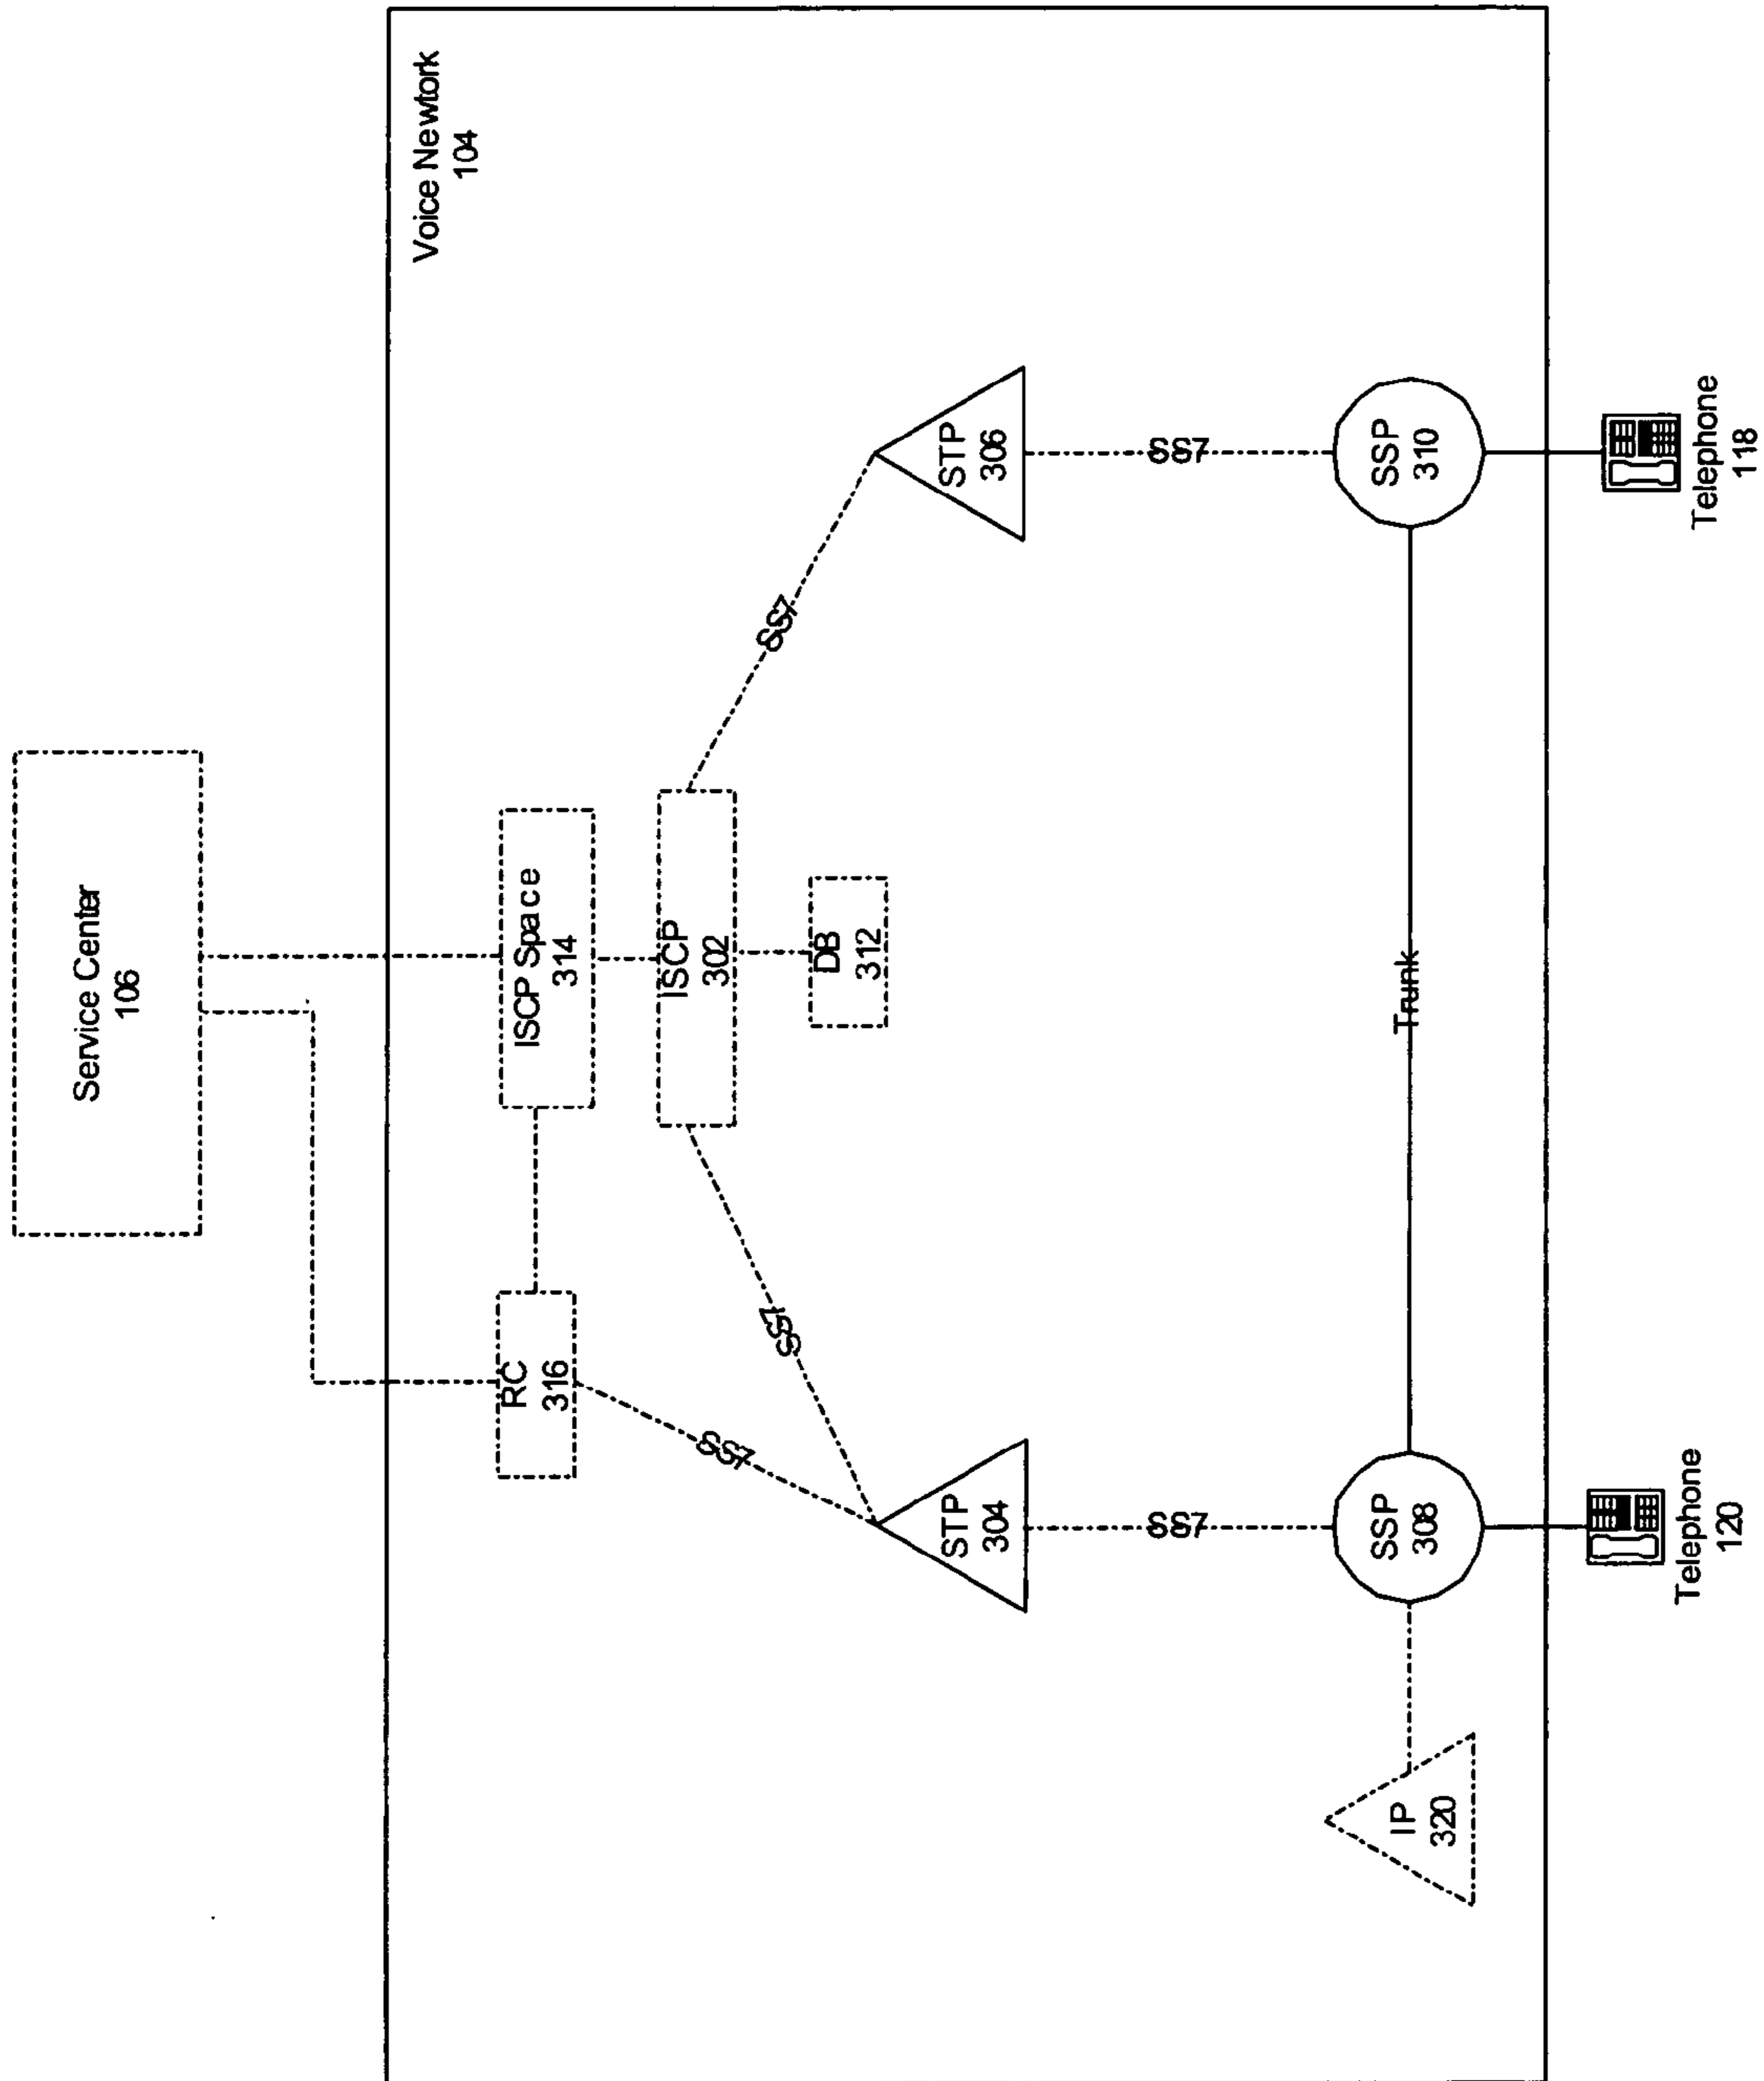 Service Center
106
Voice Newtork
104
RC
316
ISCP Space
314
ISCP
302
DB
312
SS7
SS7
SS7
STP
304
STP
306
SS7
SS7
IP
320
SSP
308
Trunk
SSP
310
Telephone
120
Telephone
118